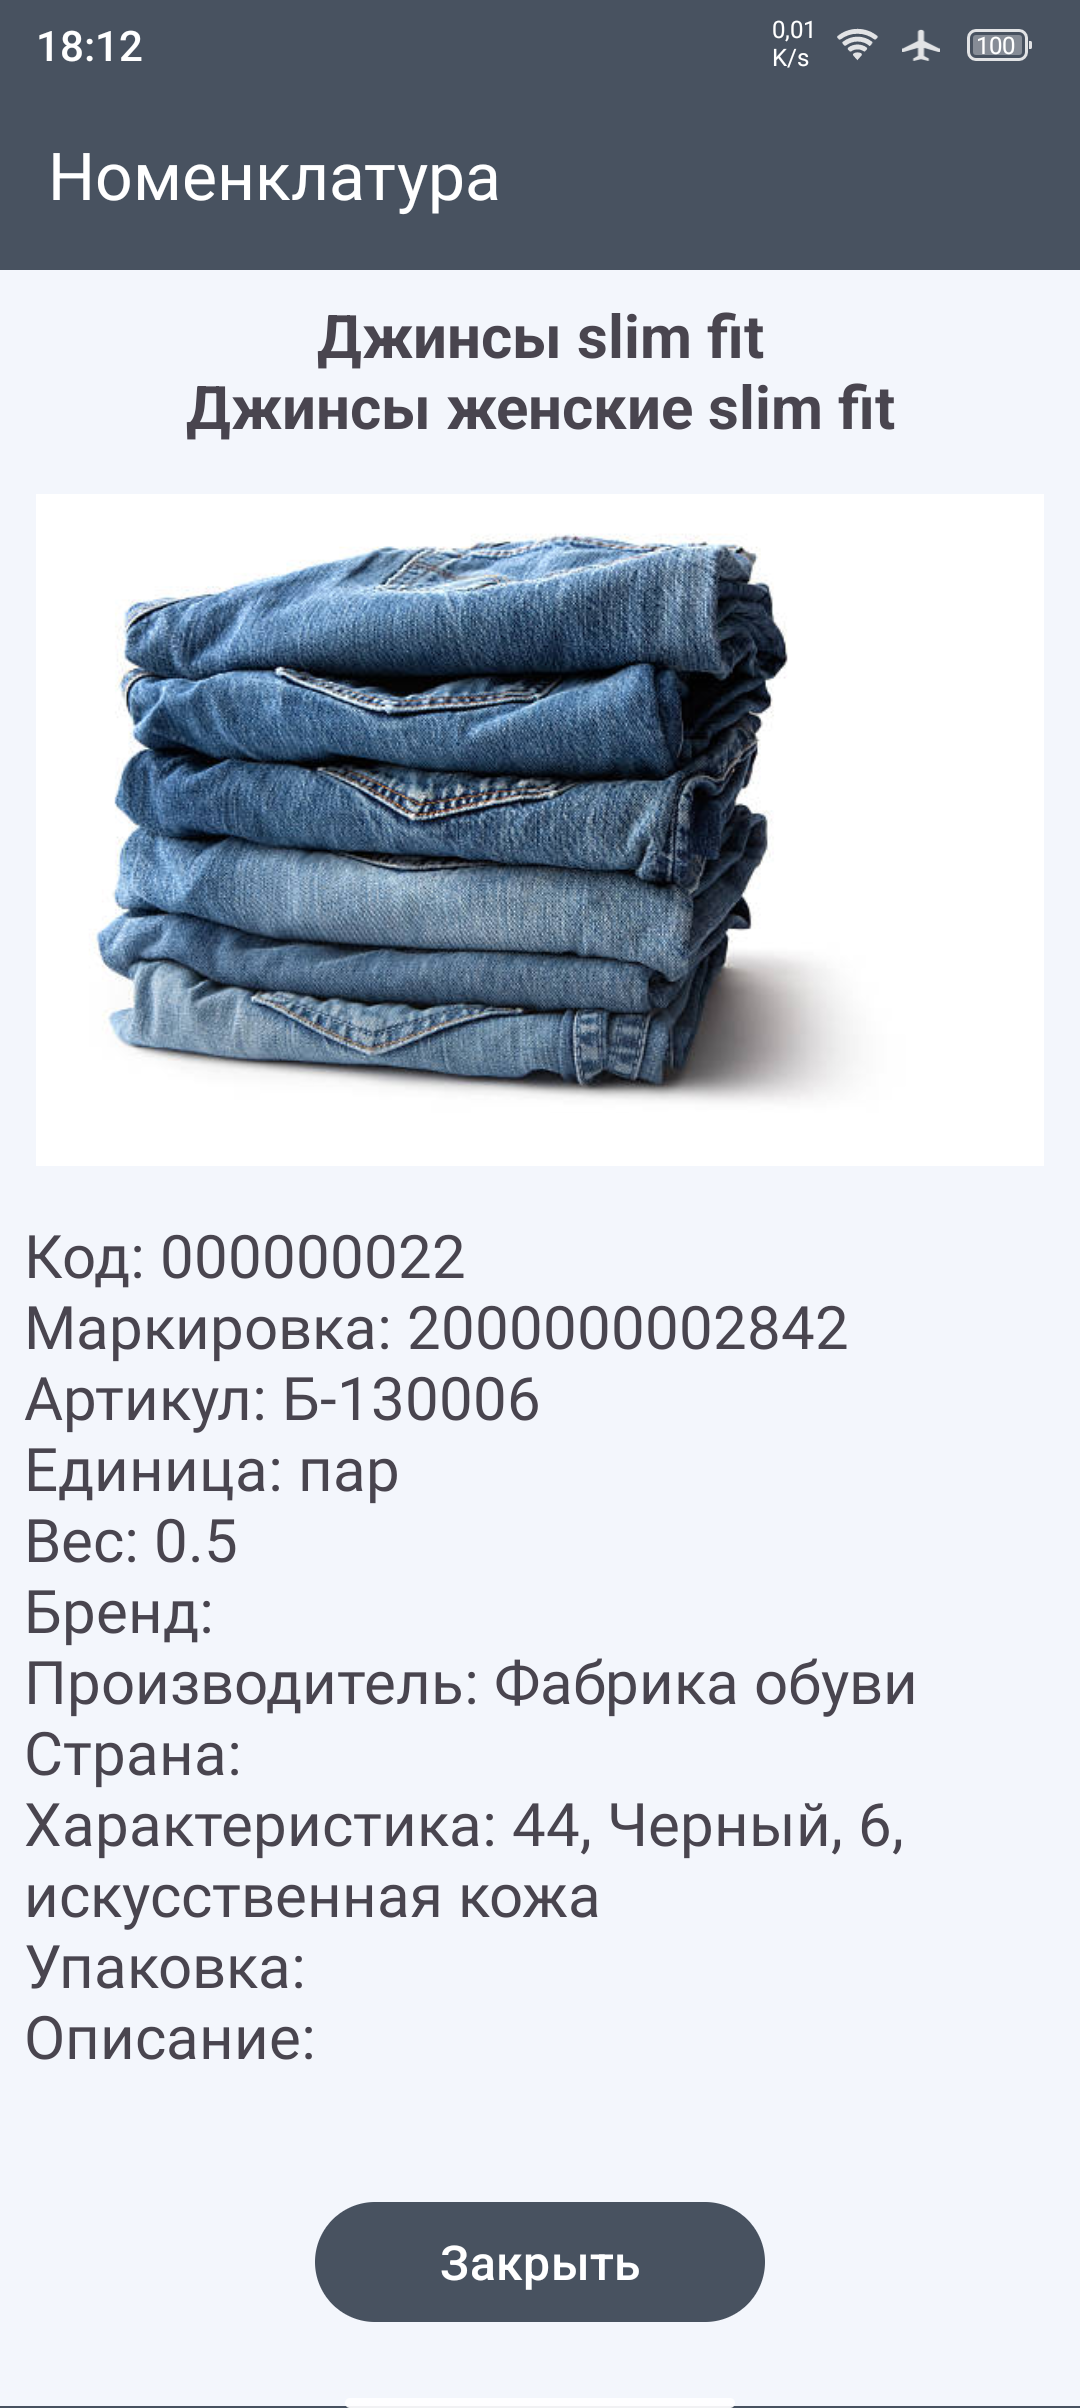 18:12
0,01
K/s
100
Номенклатура
Джинсы slim fit
Джинсы женские slim fit
Код: 000000022
Маркировка: 2000000002842
Артикул: Б-130006
Единица: пар
Вес: 0.5
Бренд:
Производитель: Фабрика обуви
Страна:
Характеристика: 44, Черный, 6,
искусственная кожа
Упаковка:
Описание:
Закрыть